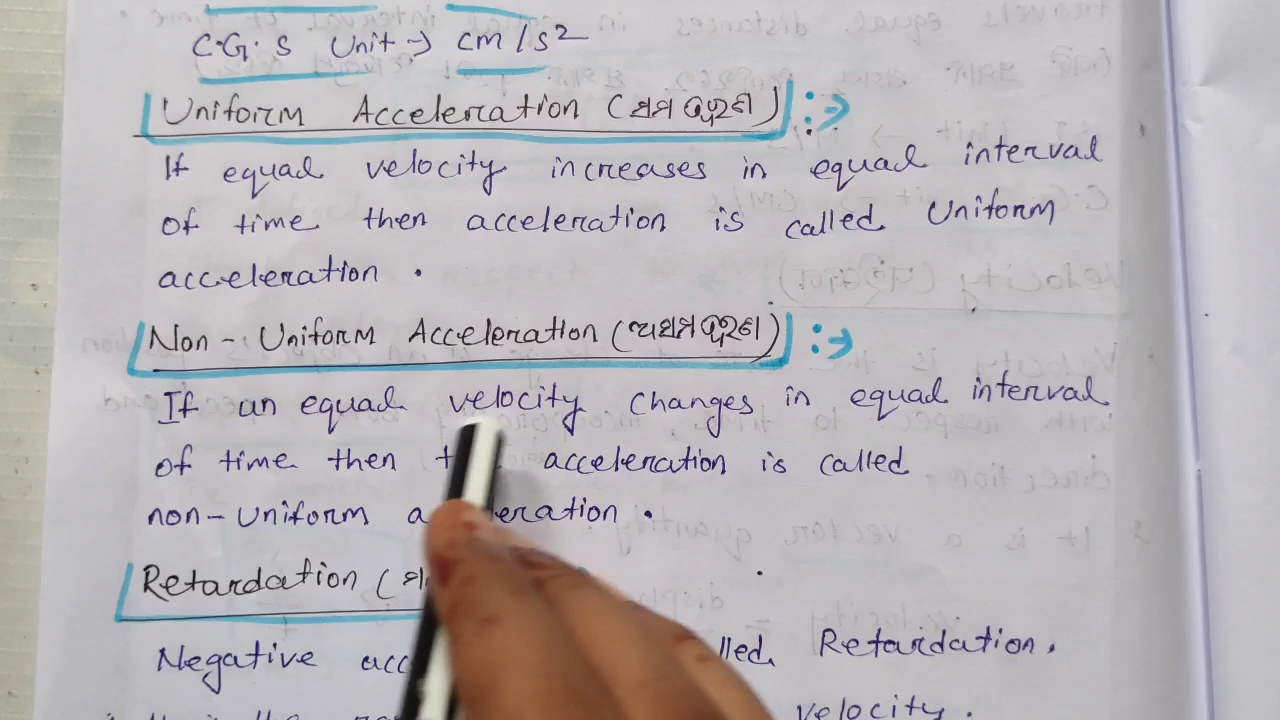 C.G.S Unit → cm/s²
Uniform Acceleration (ସମ ତ୍ୱରଣ) :→
If equal velocity increases in equal interval
of time then acceleration is called Uniform
acceleration .
Non-Uniform Acceleration (ଅସମ ତ୍ୱରଣ) :→
If an equal velocity changes in equal interval
of time then acceleration is called
non-uniform .
Retardation (
Negative Retardation.
velocity.